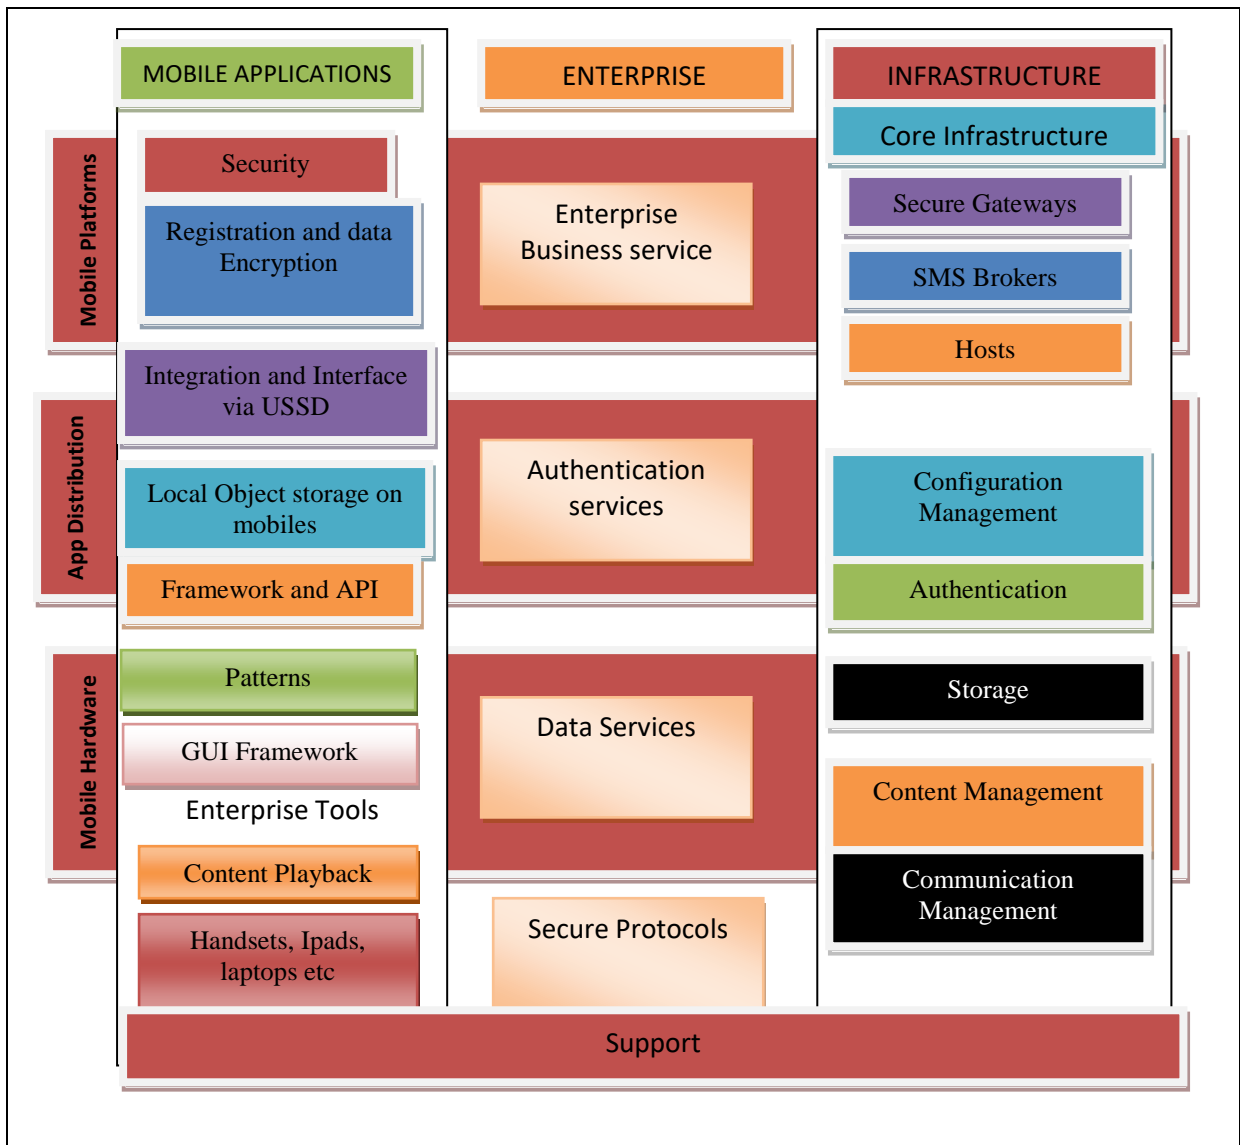 MOBILE APPLICATIONS
ENTERPRISE
INFRASTRUCTURE
Core Infrastructure
Mobile Platforms
Security
Registration and data
Encryption
Enterprise
Business service
Secure Gateways
SMS Brokers
Hosts
Integration and Interface
via USSD
App Distribution
Local Object storage on
mobiles
Framework and API
Authentication
services
Configuration
Management
Authentication
Mobile Hardware
Patterns
GUI Framework
Enterprise Tools
Content Playback
Handsets, Ipads,
laptops etc
Data Services
Secure Protocols
Storage
Content Management
Communication
Management
Support